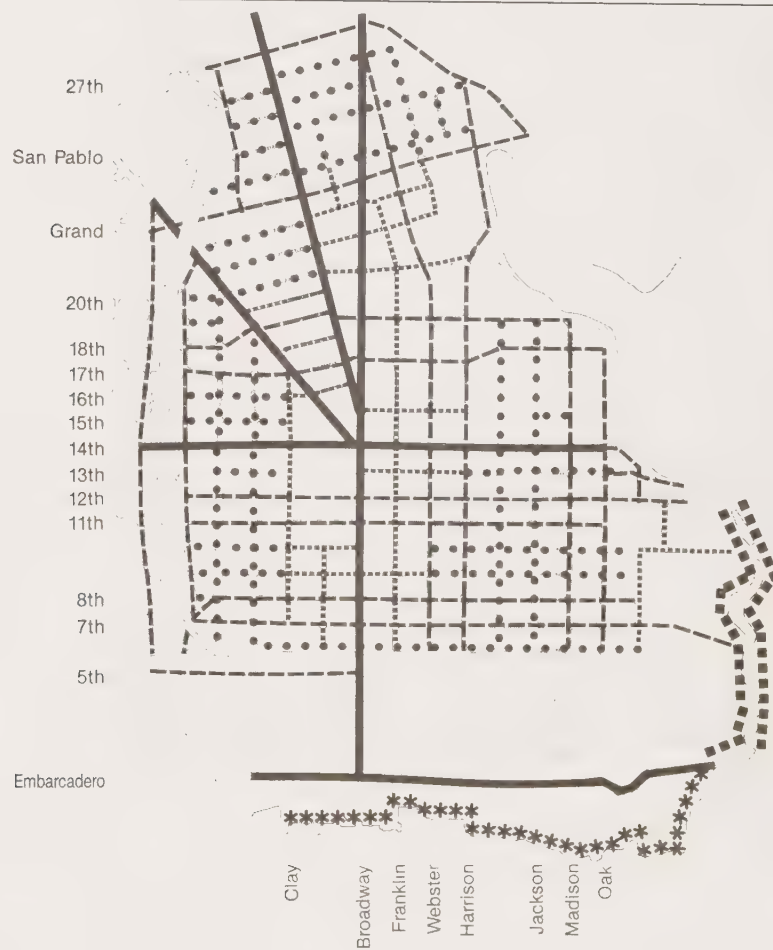 27th
San Pablo
Grand
20th
18th
17th
16th
15th
14th
13th
12th
11th
8th
7th
5th
Embarcadero
Clay
Broadway
Franklin
Webster
Harrison
Jackson
Madison
Oak